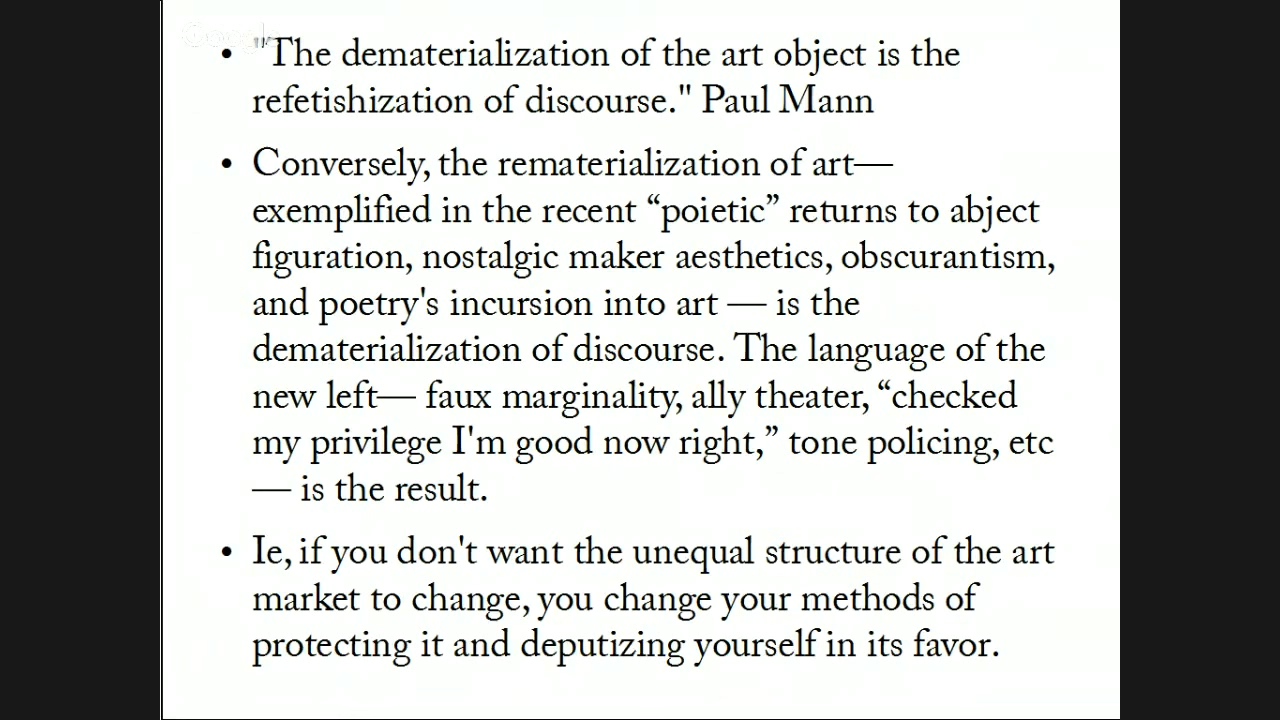 Google
• "The dematerialization of the art object is the
refetishization of discourse." Paul Mann
• Conversely, the rematerialization of art—
exemplified in the recent “poietic” returns to abject
figuration, nostalgic maker aesthetics, obscurantism,
and poetry's incursion into art — is the
dematerialization of discourse. The language of the
new left— faux marginality, ally theater, “checked
my privilege I'm good now right,” tone policing, etc
— is the result.
• Ie, if you don't want the unequal structure of the art
market to change, you change your methods of
protecting it and deputizing yourself in its favor.